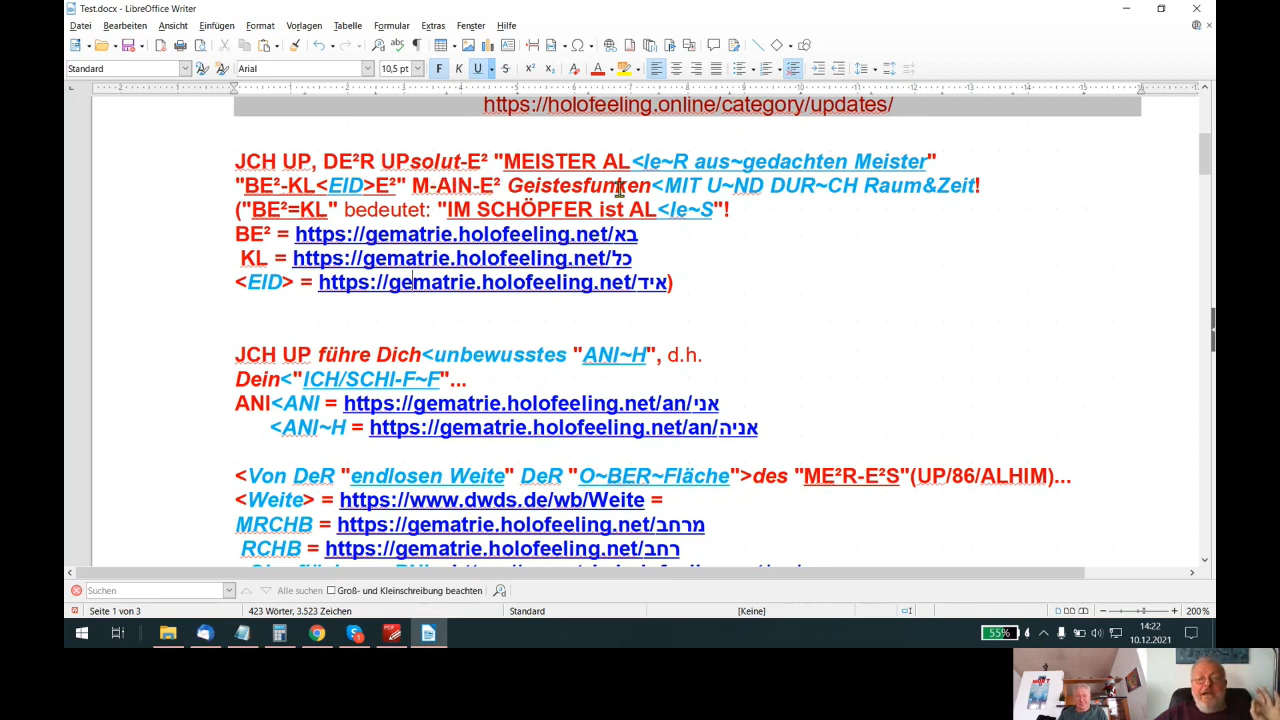 Test.docx - LibreOffice Writer
Datei Bearbeiten Ansicht Einfügen Format Vorlagen Tabelle Formular Extras Fenster Hilfe
Standard Arial 10,5 pt F K U S
https://holofeeling.online/category/updates/
JCH UP, DE²R UPsolut-E² "MEISTER AL<le~R aus~gedachten Meister"
"BE²-KL<EID>E²" M-AIN-E² Geistesfunken<MIT U~ND DUR~CH Raum&Zeit!
("BE²=KL" bedeutet: "IM SCHÖPFER ist AL<le~S"!
BE² = https://gematrie.holofeeling.net/בא
KL = https://gematrie.holofeeling.net/כל
<EID> = https://gematrie.holofeeling.net/איד)
JCH UP führe Dich<unbewusstes "ANI~H", d.h.
Dein<"ICH/SCHI-F~F"...
ANI<ANI = https://gematrie.holofeeling.net/an/אני
<ANI~H = https://gematrie.holofeeling.net/an/אניה
<Von DeR "endlosen Weite" DeR "O~BER~Fläche">des "ME²R-E²S"(UP/86/ALHIM)...
<Weite> = https://www.dwds.de/wb/Weite =
MRCHB = https://gematrie.holofeeling.net/מרחב
RCHB = https://gematrie.holofeeling.net/רחב
Suchen Alle suchen Groß- und Kleinschreibung beachten
Seite 1 von 3 423 Wörter, 3.523 Zeichen Standard [Keine] 200%
55% 14:22
10.12.2021